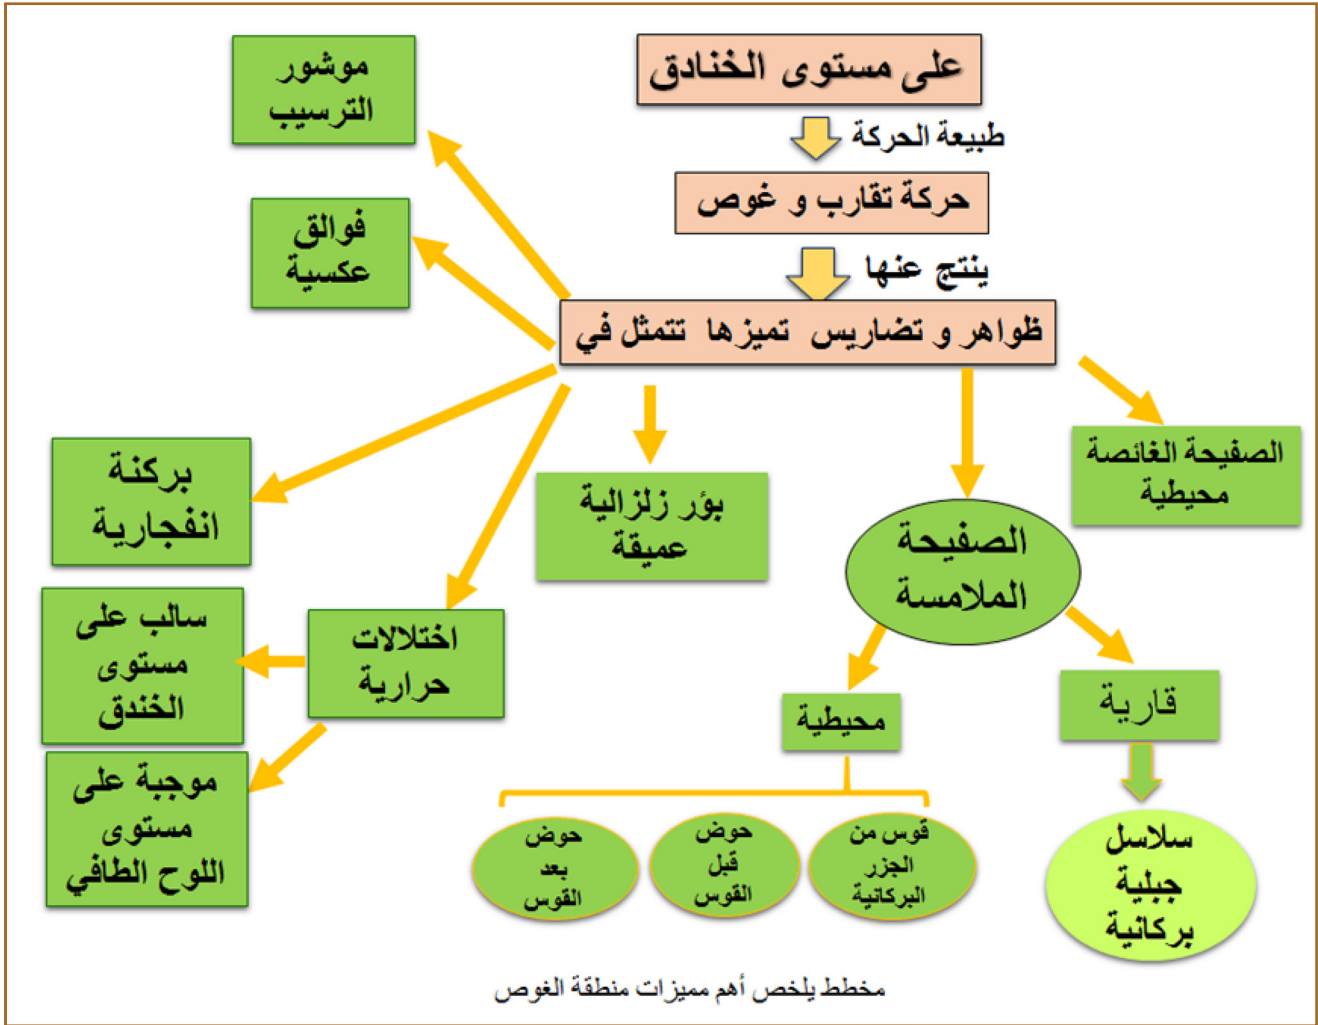 على مستوى الخنادق
طبيعة الحركة
حركة تقارب و غوص
ينتج عنها
ظواهر و تضاريس تميزها تتمثل في
موشور
الترسيب
فوالق
عكسية
بركنة
انفجارية
اختلالات
حرارية
سالب على
مستوى
الخندق
موجبة على
مستوى
اللوح الطافي
بؤر زلزالية
عميقة
الصفيحة الغائصة
محيطية
الصفيحة
الملامسة
قارية
سلاسل
جبلية
بركانية
محيطية
قوس من
الجزر
البركانية
حوض
قبل
القوس
حوض
بعد
القوس
مخطط يلخص أهم مميزات منطقة الغوص